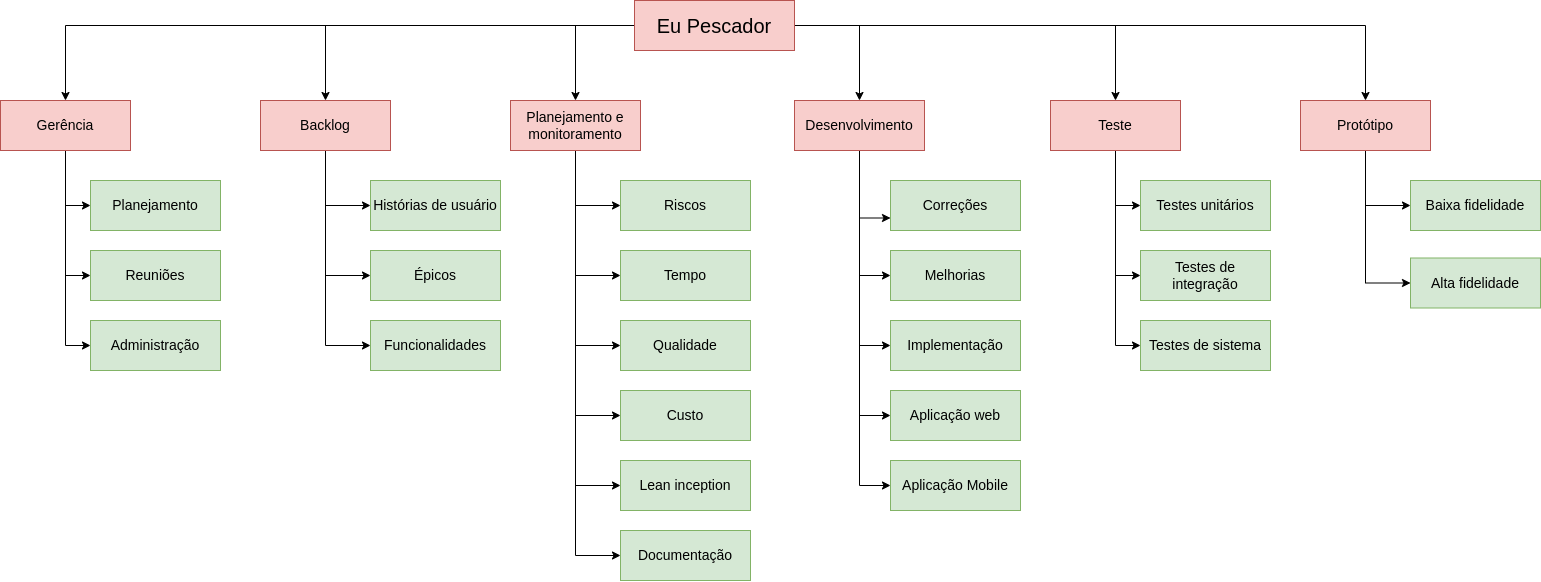 Eu Pescador
Gerência
Backlog
Planejamento e
monitoramento
Desenvolvimento
Teste
Protótipo
Planejamento
Histórias de usuário
Riscos
Correções
Testes unitários
Baixa fidelidade
Reuniões
Épicos
Tempo
Melhorias
Testes de
integração
Alta fidelidade
Administração
Funcionalidades
Qualidade
Implementação
Testes de sistema
Custo
Aplicação web
Lean inception
Aplicação Mobile
Documentação